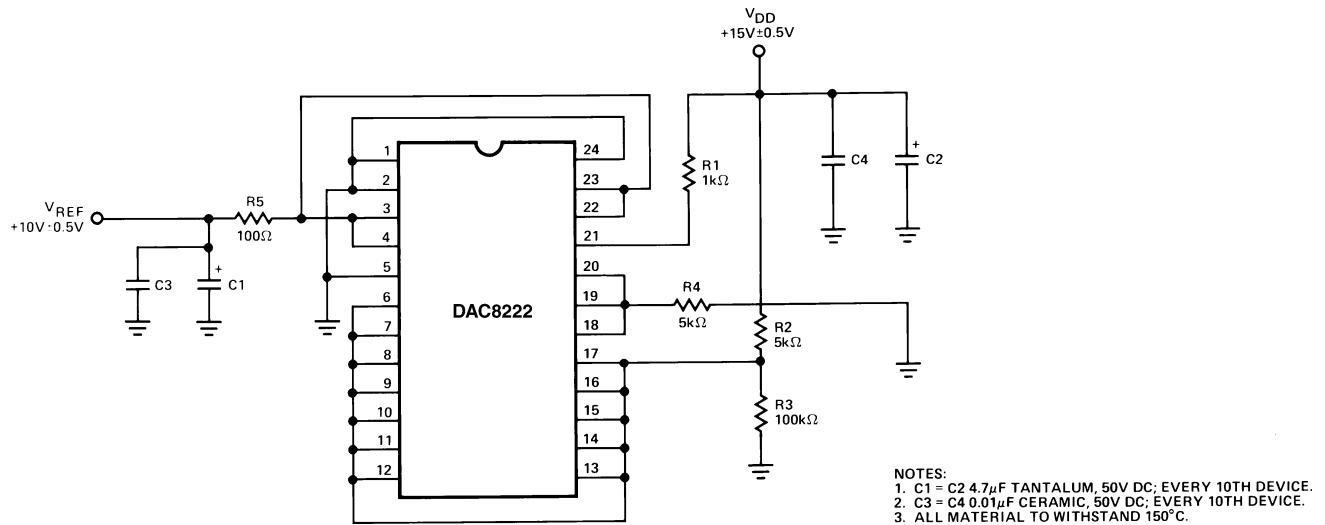 VDD
+15V±0.5V
1
2
3
4
5
6
7
8
9
10
11
12
24
23
22
21
20
19
18
17
16
15
14
13
DAC8222
VREF
+10V±0.5V
R5
100Ω
C3
C1
+
R1
1kΩ
C4
C2
+
R4
5kΩ
R2
5kΩ
R3
100kΩ
NOTES:
1. C1 = C2 4.7μF TANTALUM, 50V DC; EVERY 10TH DEVICE.
2. C3 = C4 0.01μF CERAMIC, 50V DC; EVERY 10TH DEVICE.
3. ALL MATERIAL TO WITHSTAND 150°C.